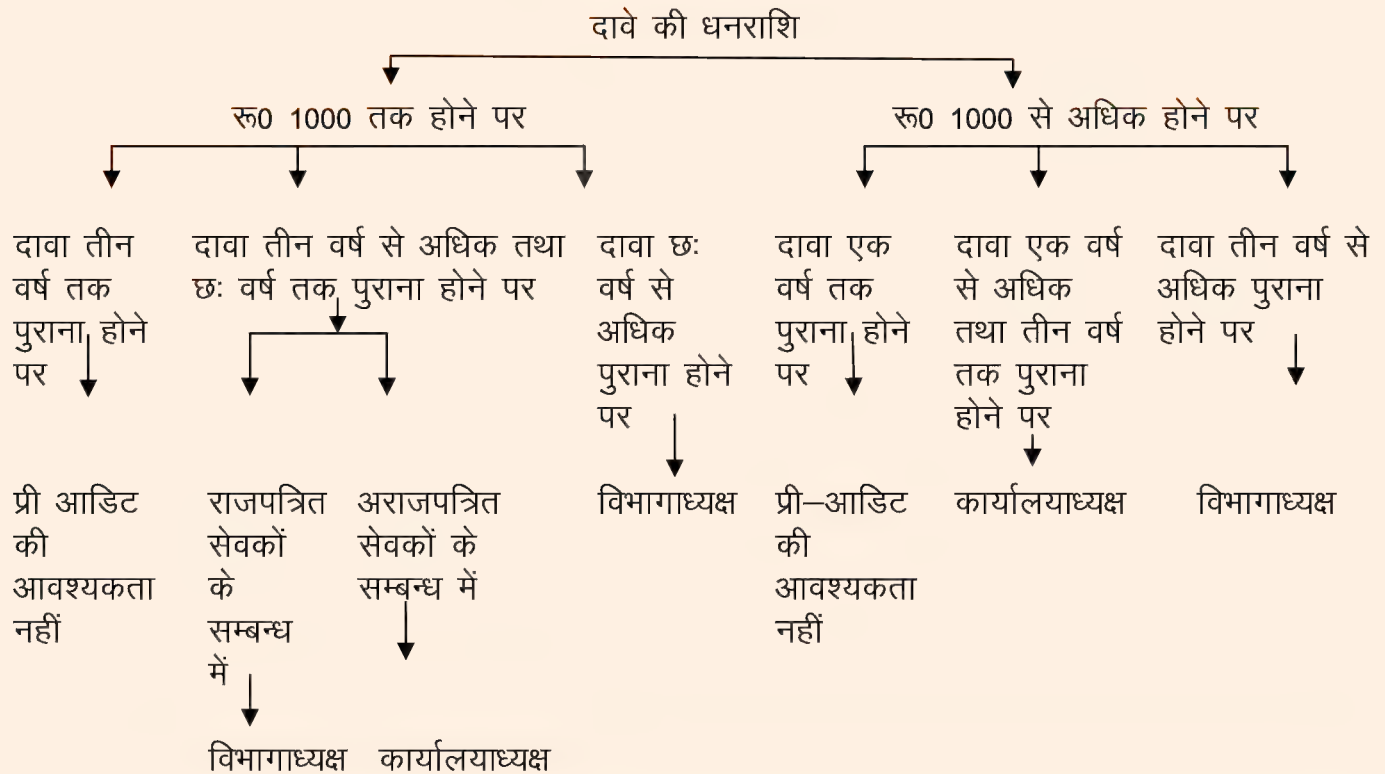 दावे की धनराशि
रू0 1000 तक होने पर
रू0 1000 से अधिक होने पर
दावा तीन
वर्ष तक
पुराना होने
पर
दावा तीन वर्ष से अधिक तथा
छः वर्ष तक पुराना होने पर
दावा छः
वर्ष से
अधिक
पुराना होने
पर
दावा एक
वर्ष तक
पुराना होने
पर
दावा एक वर्ष
से अधिक
तथा तीन वर्ष
तक पुराना
होने पर
दावा तीन वर्ष से
अधिक पुराना
होने पर
प्री आडिट
की
आवश्यकता
नहीं
राजपत्रित
सेवकों
के
सम्बन्ध
में
अराजपत्रित
सेवकों के
सम्बन्ध में
विभागाध्यक्ष
प्री–आडिट
की
आवश्यकता
नहीं
कार्यालयाध्यक्ष
विभागाध्यक्ष
विभागाध्यक्ष
कार्यालयाध्यक्ष